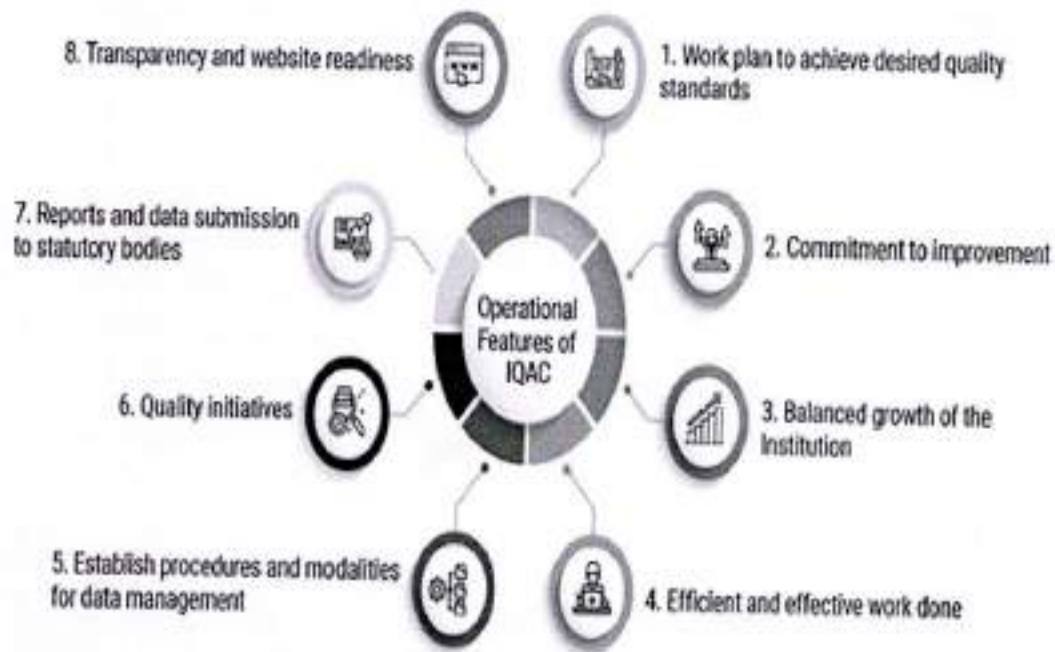 8. Transparency and website readiness
1. Work plan to achieve desired quality
standards
7. Reports and data submission
to statutory bodies
2. Commitment to improvement
Operational
Features of
IQAC
6. Quality initiatives
3. Balanced growth of the
Institution
5. Establish procedures and modalities
for data management
4. Efficient and effective work done